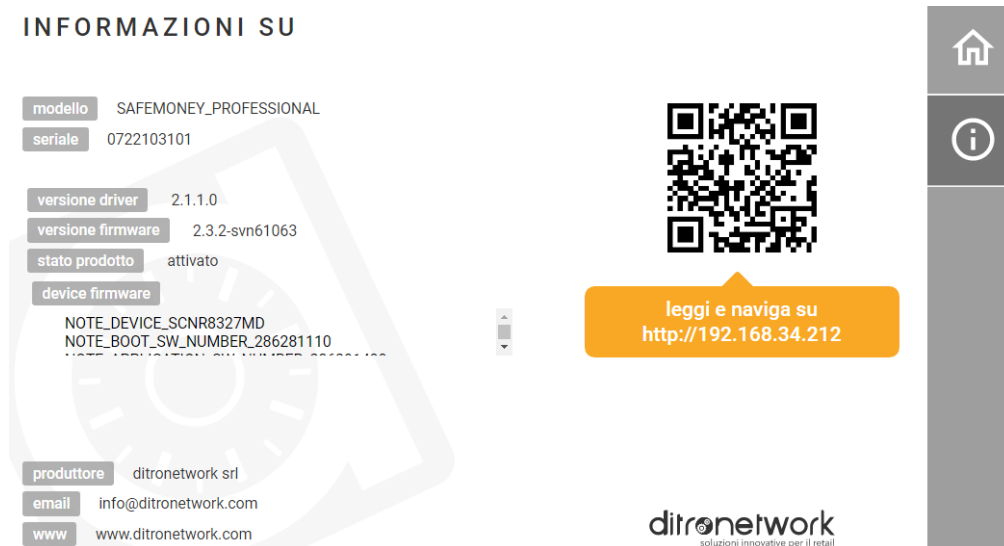 INFORMAZIONI SU
modello SAFEMONEY_PROFESSIONAL
seriale 0722103101
versione driver 2.1.1.0
versione firmware 2.3.2-svn61063
stato prodotto attivato
device firmware
NOTE_DEVICE_SCNR8327MD
NOTE_BOOT_SW_NUMBER_286281110
leggi e naviga su
http://192.168.34.212
produttore ditronetwork srl
email info@ditronetwork.com
www www.ditronetwork.com
ditronetwork
soluzioni innovative per il retail